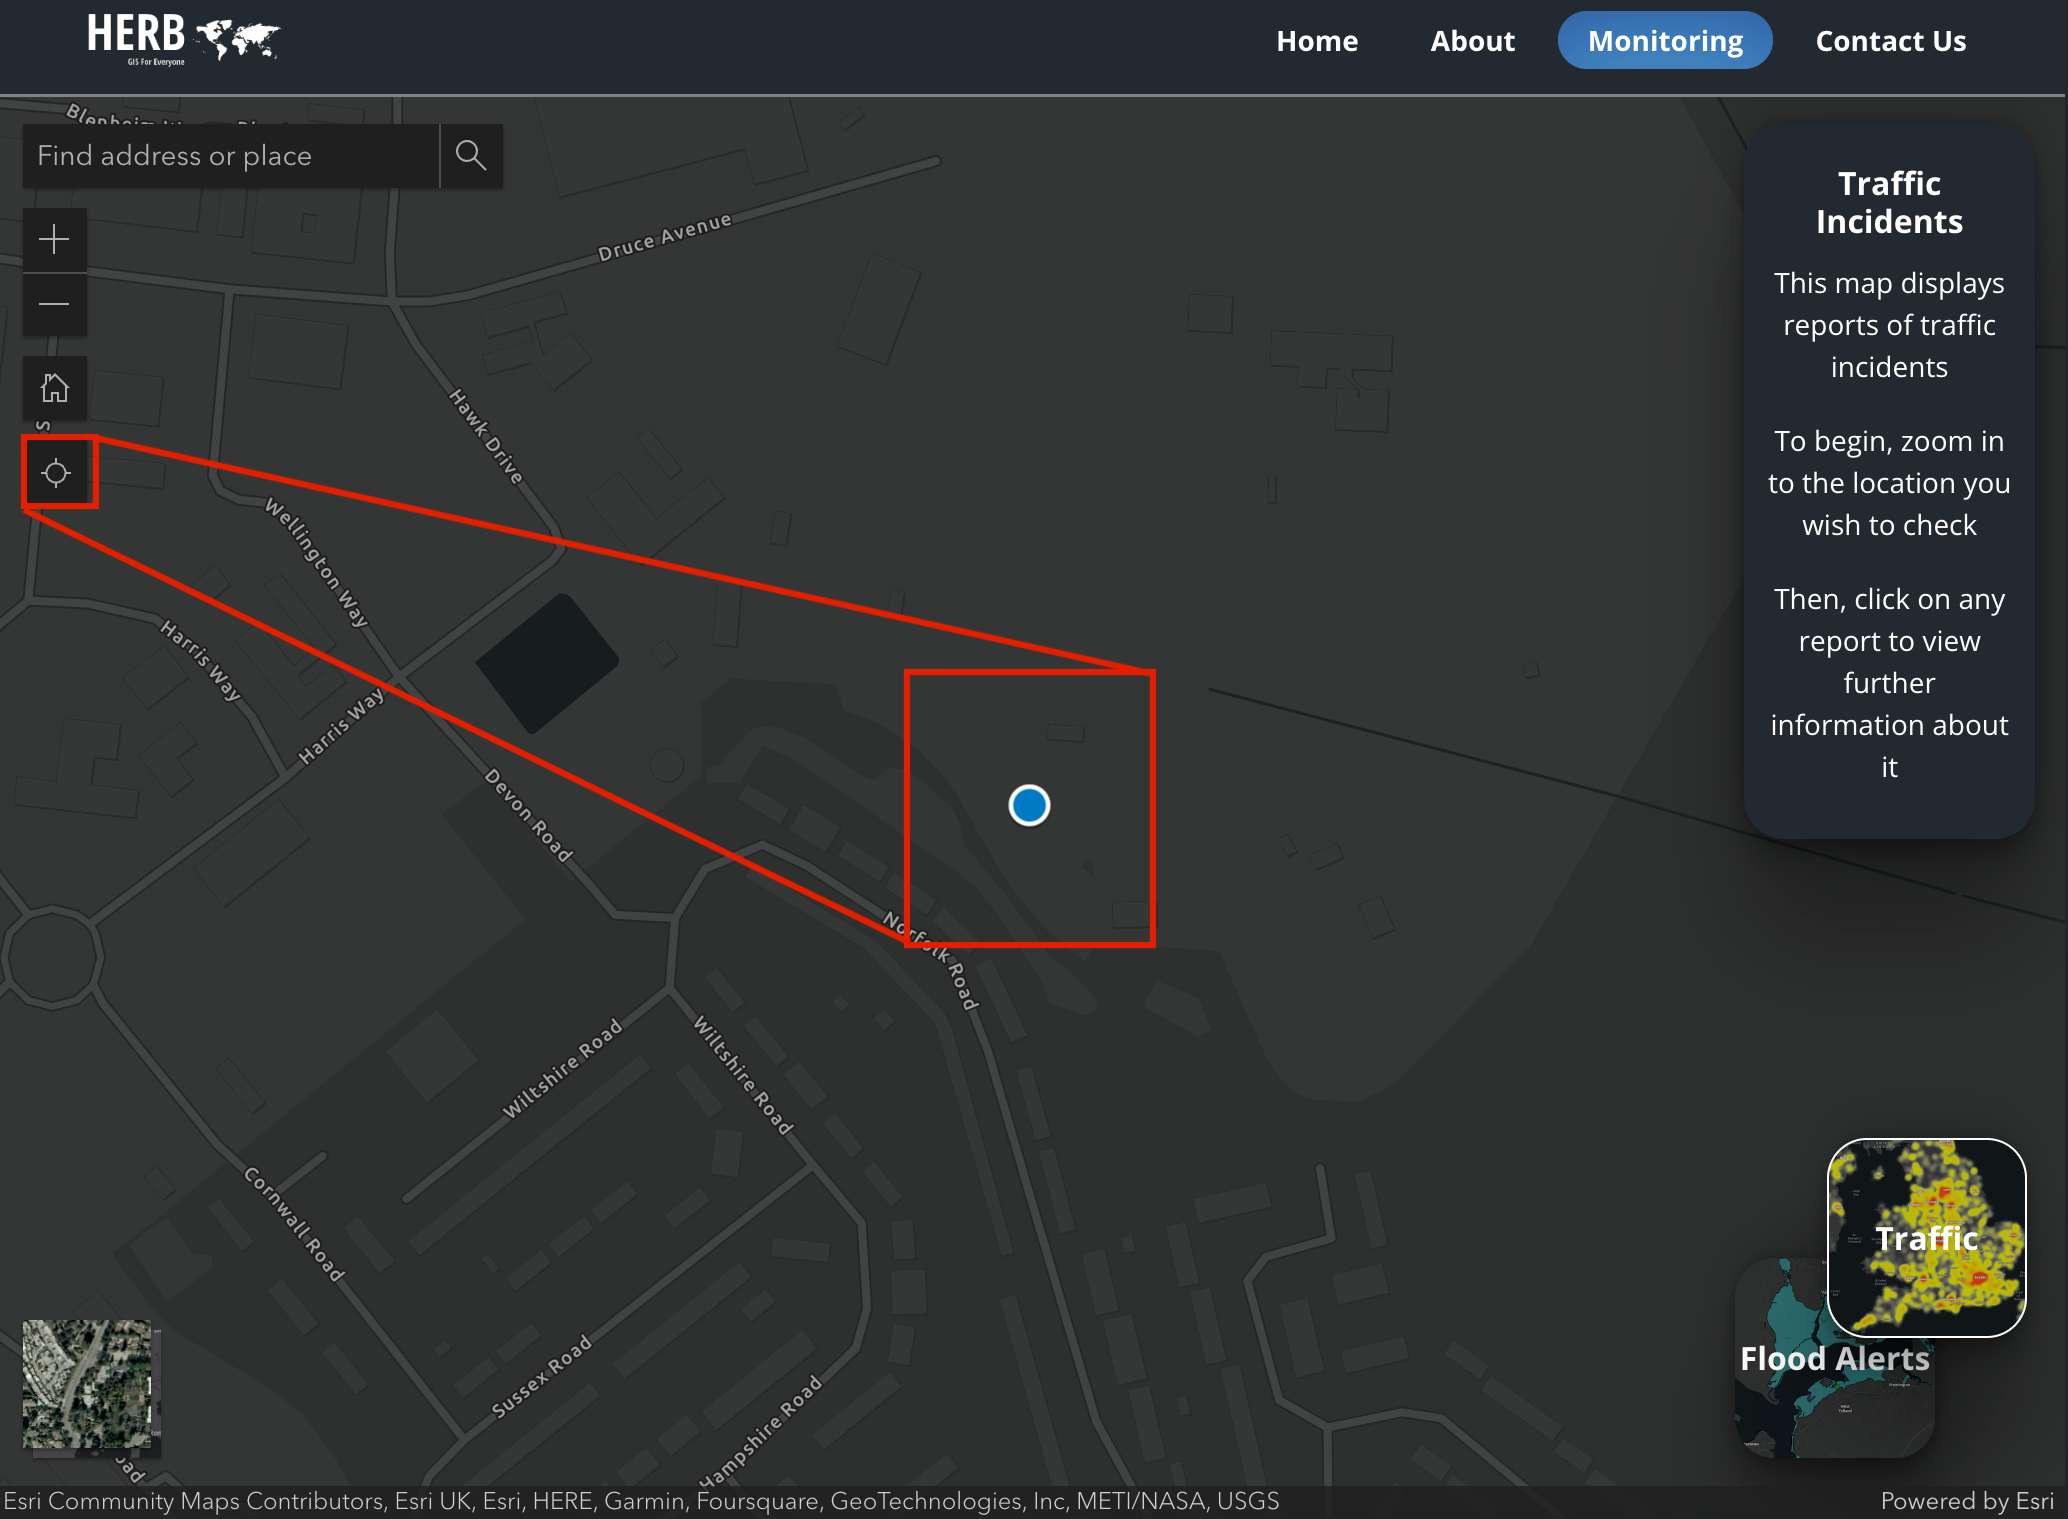 HERB
GIS For Everyone
Home
About
Monitoring
Contact Us
Find address or place
Druce Avenue
Hawk Drive
Wellington Way
Harris Way
Harris Way
Devon Road
Norfolk Road
Wiltshire Road
Wiltshire Road
Cornwall Road
Sussex Road
Hampshire Road
Traffic
Incidents
This map displays
reports of traffic
incidents
To begin, zoom in
to the location you
wish to check
Then, click on any
report to view
further
information about
it
Traffic
Flood Alerts
Esri Community Maps Contributors, Esri UK, Esri, HERE, Garmin, Foursquare, GeoTechnologies, Inc, METI/NASA, USGS
Powered by Esri